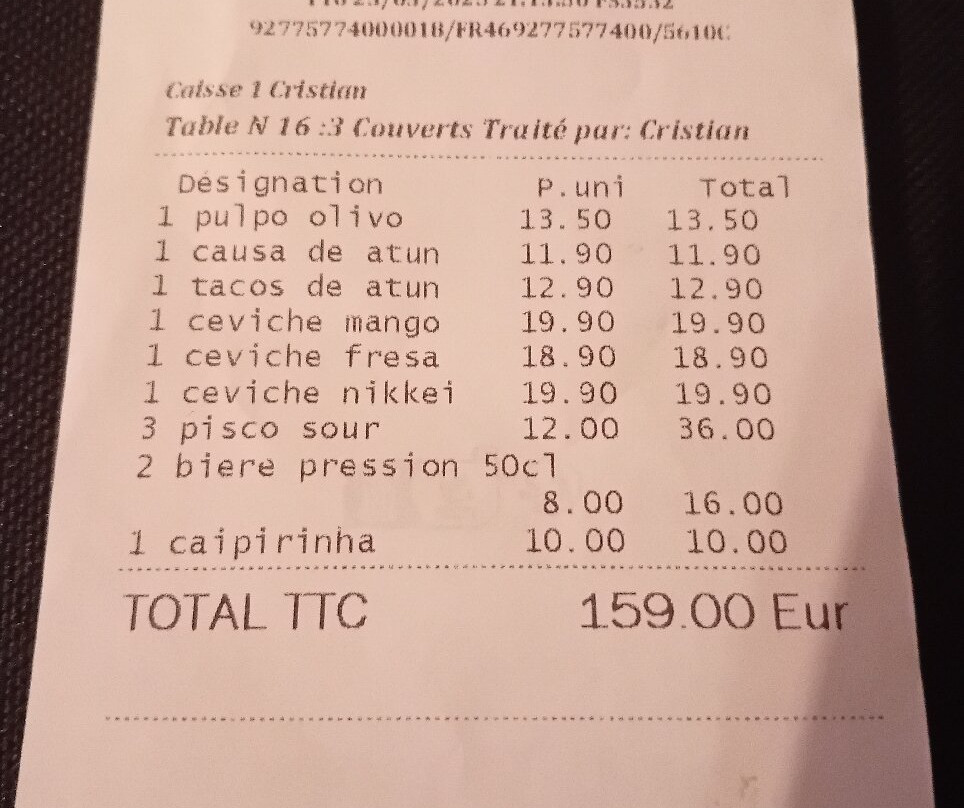 92775774000018/FR469277577400/5610C
Caisse 1 Cristian
Table N 16 :3 Couverts Traité par: Cristian
Désignation P.uni Total
1 pulpo olivo 13.50 13.50
1 causa de atun 11.90 11.90
1 tacos de atun 12.90 12.90
1 ceviche mango 19.90 19.90
1 ceviche fresa 18.90 18.90
1 ceviche nikkei 19.90 19.90
3 pisco sour 12.00 36.00
2 biere pression 50cl
8.00 16.00
1 caipirinha 10.00 10.00
TOTAL TTC 159.00 Eur